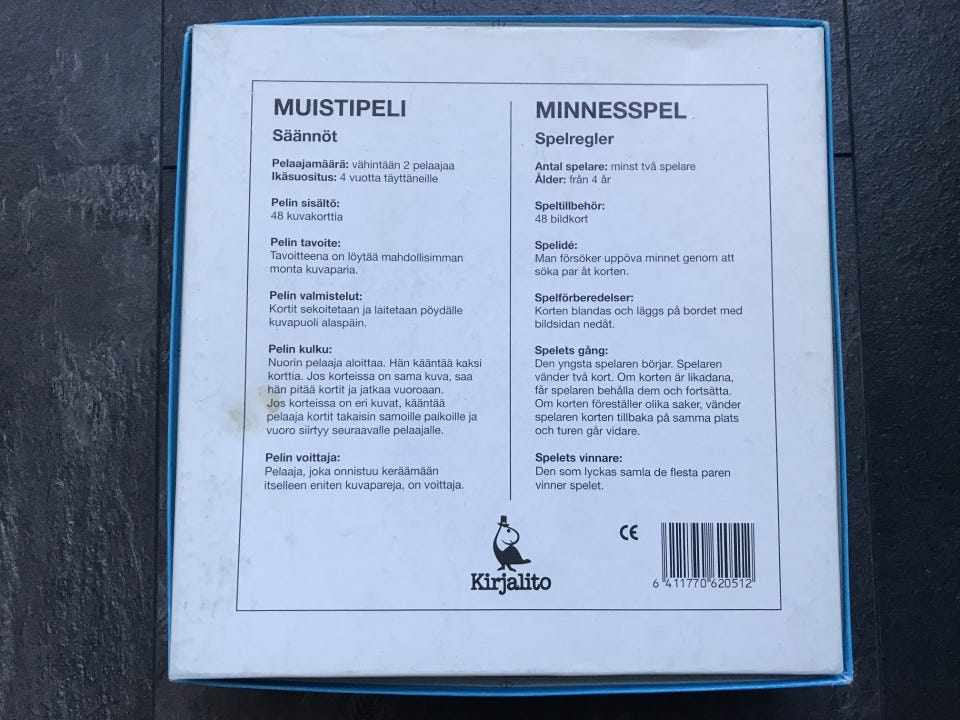 MUISTIPELI
Säännöt
Pelaajamäärä: vähintään 2 pelaajaa
Ikäsuositus: 4 vuotta täyttäneille
Pelin sisältö:
48 kuvakorttia
Pelin tavoite:
Tavoitteena on löytää mahdollisimman
monta kuvaparia.
Pelin valmistelut:
Kortit sekoitetaan ja laitetaan pöydälle
kuvapuoli alaspäin.
Pelin kulku:
Nuorin pelaaja aloittaa. Hän kääntää kaksi
korttia. Jos korteissa on sama kuva, saa
hän pitää kortit ja jatkaa vuoroaan.
Jos korteissa on eri kuvat, kääntää
pelaaja kortit takaisin samoille paikoille ja
vuoro siirtyy seuraavalle pelaajalle.
Pelin voittaja:
Pelaaja, joka onnistuu keräämään
itselleen eniten kuvapareja, on voittaja.
MINNESSPEL
Spelregler
Antal spelare: minst två spelare
Ålder: från 4 år
Speltillbehör:
48 bildkort
Spelidé:
Man försöker uppöva minnet genom att
söka par åt korten.
Spelförberedelser:
Korten blandas och läggs på bordet med
bildsidan nedåt.
Spelets gång:
Den yngsta spelaren börjar. Spelaren
vänder två kort. Om korten är likadana,
får spelaren behålla dem och fortsätta.
Om korten föreställer olika saker, vänder
spelaren korten tillbaka på samma plats
och turen går vidare.
Spelets vinnare:
Den som lyckas samla de flesta paren
vinner spelet.
Kirjalito
CE
6 411770 620512